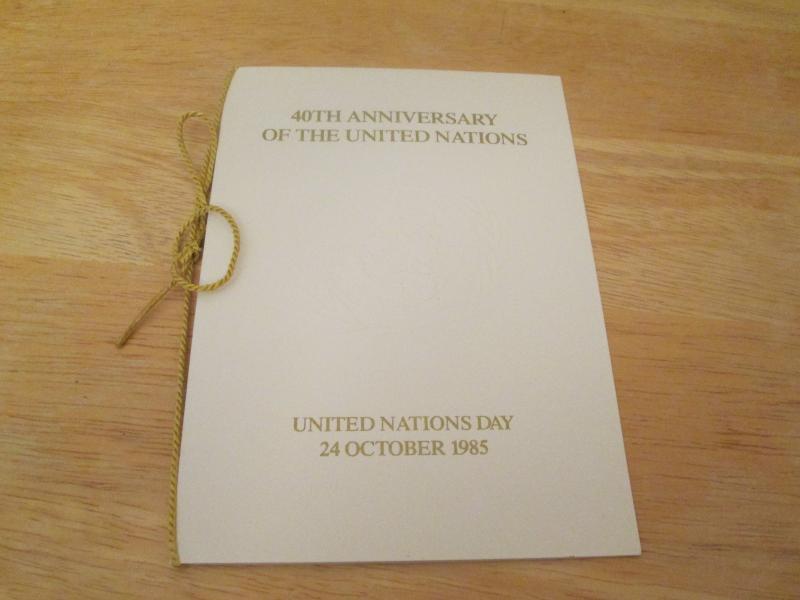 40TH ANNIVERSARY
OF THE UNITED NATIONS
UNITED NATIONS DAY
24 OCTOBER 1985